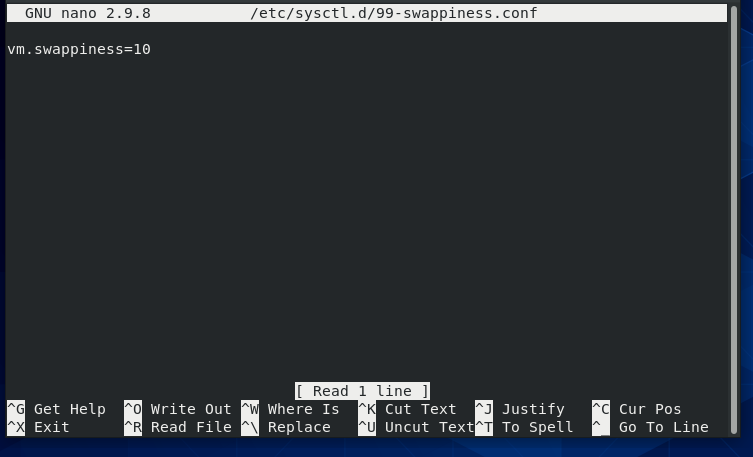 GNU nano 2.9.8 /etc/sysctl.d/99-swappiness.conf
vm.swappiness=10
[ Read 1 line ]
^G Get Help ^O Write Out ^W Where Is ^K Cut Text ^J Justify ^C Cur Pos
^X Exit ^R Read File ^\ Replace ^U Uncut Text ^T To Spell ^_ Go To Line